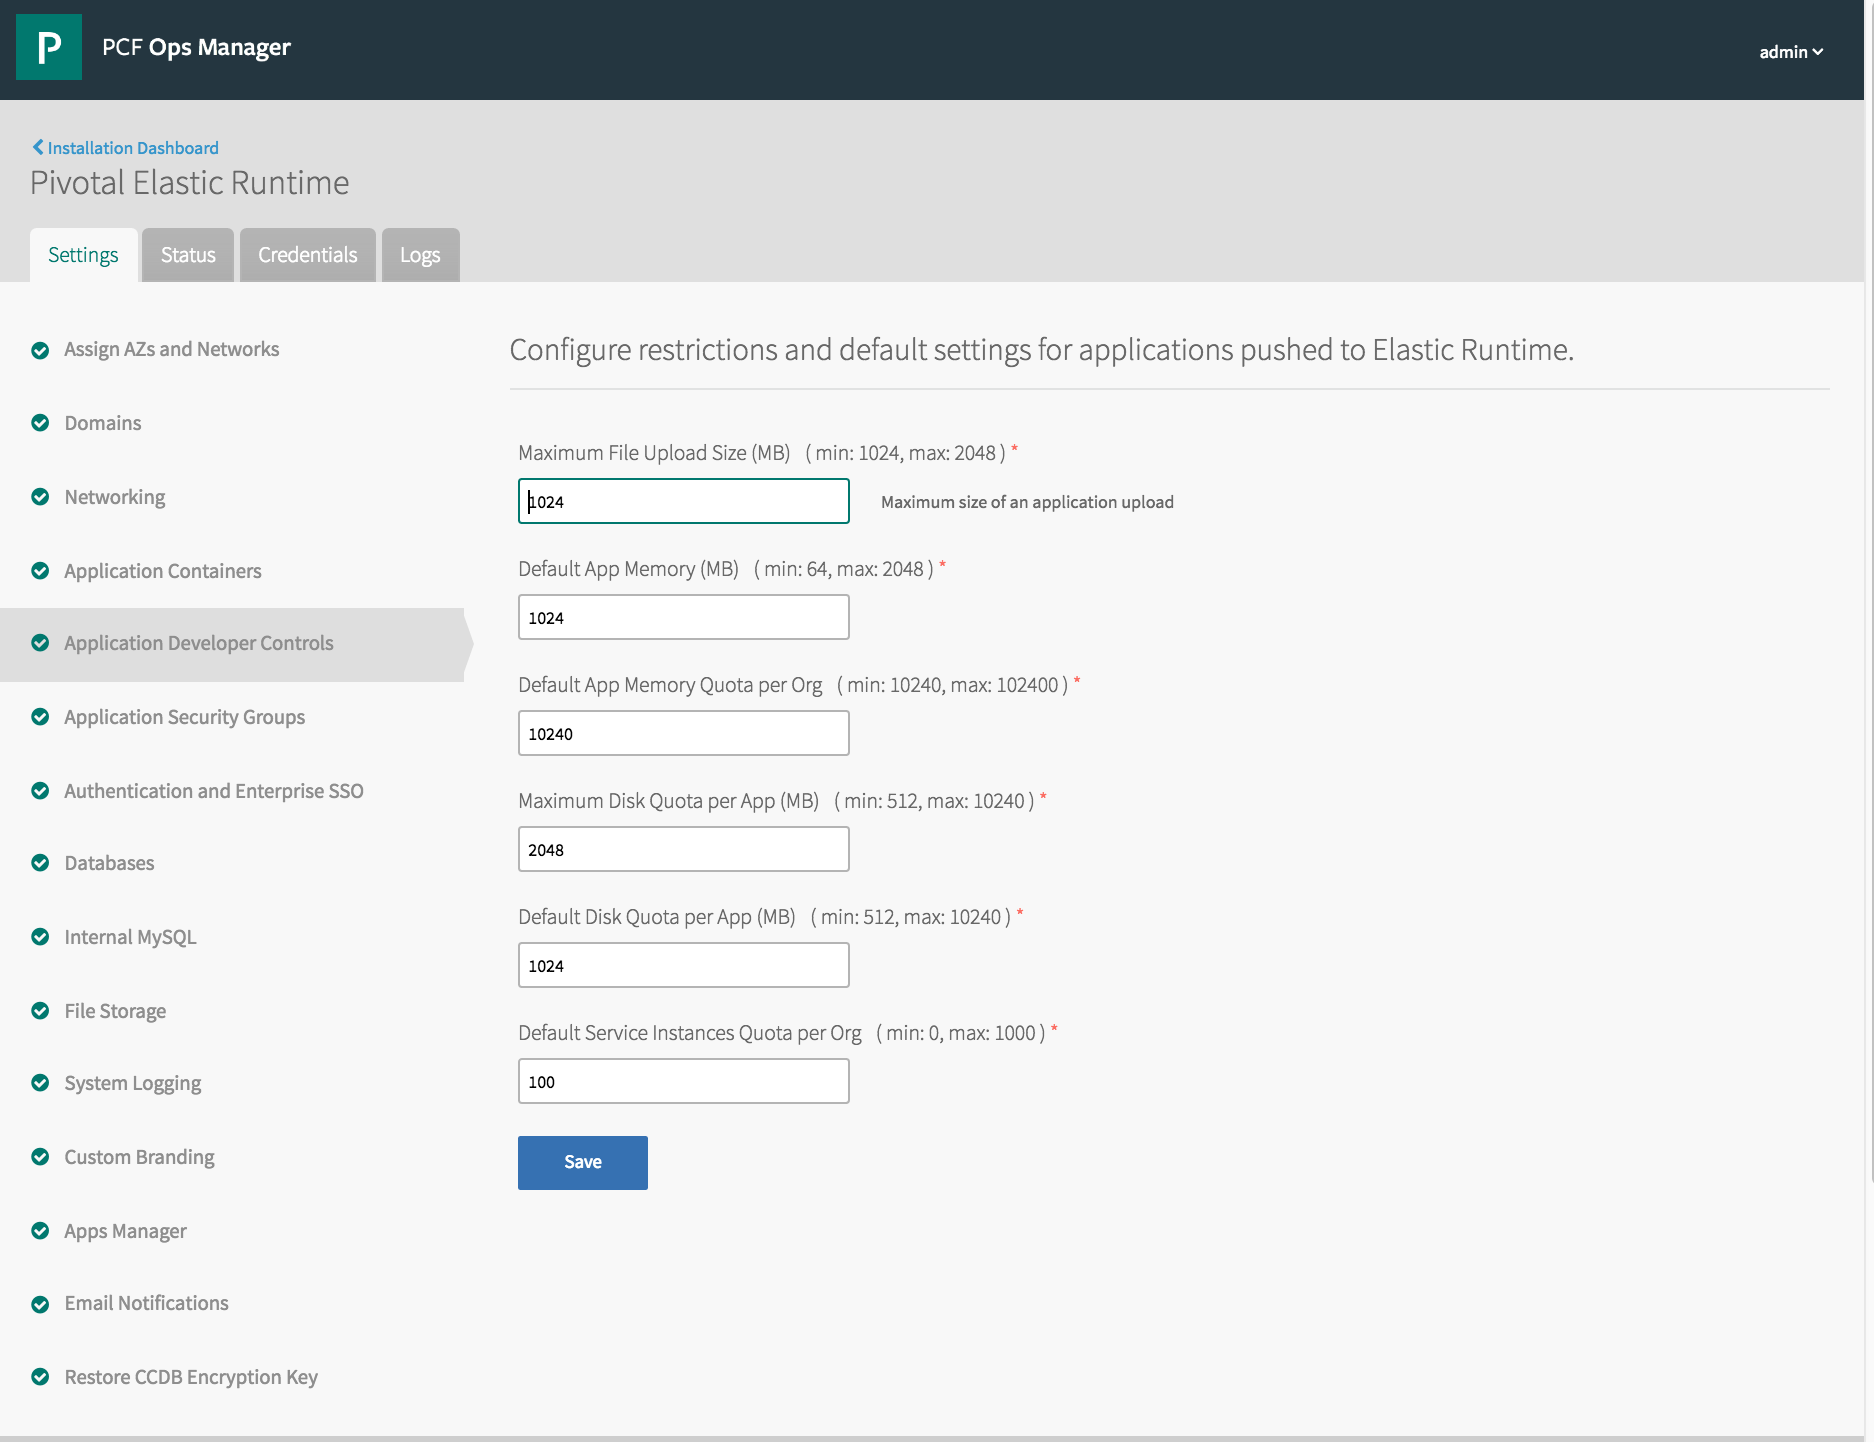 P
PCF Ops Manager
admin
Installation Dashboard
Pivotal Elastic Runtime
Settings
Status
Credentials
Logs
Assign AZs and Networks
Domains
Networking
Application Containers
Application Developer Controls
Application Security Groups
Authentication and Enterprise SSO
Databases
Internal MySQL
File Storage
System Logging
Custom Branding
Apps Manager
Email Notifications
Restore CCDB Encryption Key
Configure restrictions and default settings for applications pushed to Elastic Runtime.
Maximum File Upload Size (MB) ( min: 1024, max: 2048 ) *
1024
Maximum size of an application upload
Default App Memory (MB) ( min: 64, max: 2048 ) *
1024
Default App Memory Quota per Org ( min: 10240, max: 102400 ) *
10240
Maximum Disk Quota per App (MB) ( min: 512, max: 10240 ) *
2048
Default Disk Quota per App (MB) ( min: 512, max: 10240 ) *
1024
Default Service Instances Quota per Org ( min: 0, max: 1000 ) *
100
Save